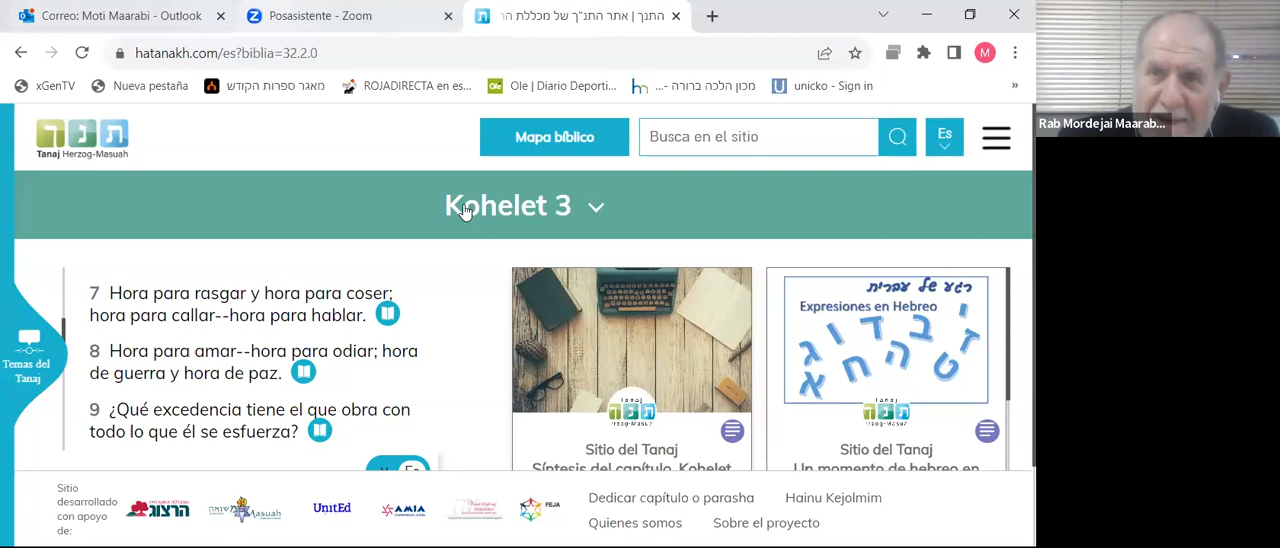 Correo: Moti Maarabi - Outlook
Posasistente - Zoom
התנך | אתר התנ"ך של מכללת הר
hatanakh.com/es?biblia=32.2.0
M
xGenTV
Nueva pestaña
מאגר ספרות הקודש
ROJADIRECTA en es...
Ole | Diario Deporti...
מכון הלכה ברורה -...
unicko - Sign in
»
Rab Mordejai Maarab...
תנך
Tanaj Herzog-Masuah
Mapa bíblico
Busca en el sitio
Es
Kohelet 3
7 Hora para rasgar y hora para coser;
hora para callar--hora para hablar.
8 Hora para amar--hora para odiar; hora
de guerra y hora de paz.
9 ¿Qué excedencia tiene el que obra con
todo lo que él se esfuerza?
Temas del
Tanaj
רגע של עברית
Expresiones en Hebreo
א ב ג ד ה ו ז ח ט י
Sitio del Tanaj
Síntesis del capítulo. Kohelet
Sitio del Tanaj
Un momento de hebreo en
Es
Sitio
desarrollado
con apoyo
de:
הרצוג
Masuah
UnitEd
AMIA
FEJA
Dedicar capítulo o parasha
Hainu Kejolmim
Quienes somos
Sobre el proyecto